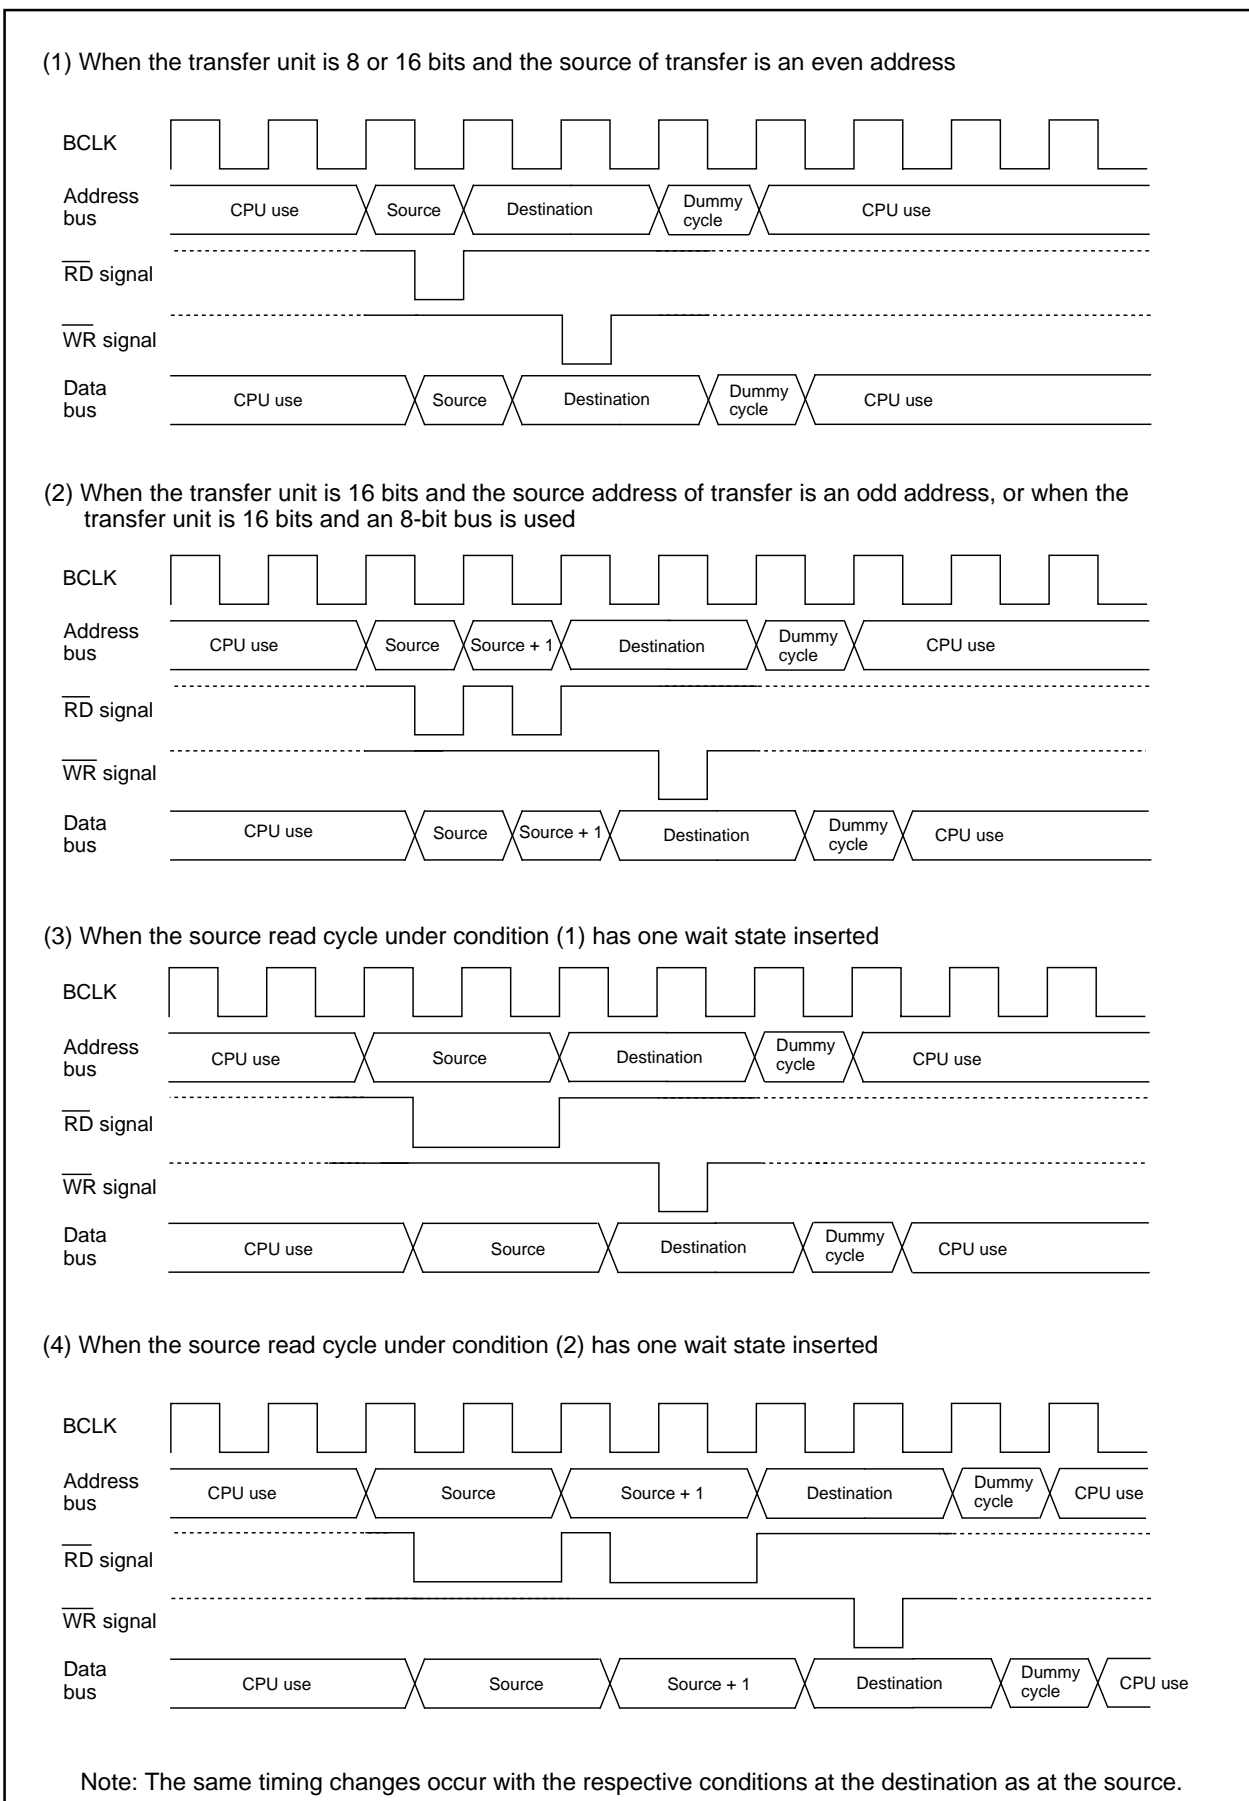 (1) When the transfer unit is 8 or 16 bits and the source of transfer is an even address
BCLK
Address
bus
CPU use Source Destination Dummy
cycle CPU use
RD signal
WR signal
Data
bus
CPU use Source Destination Dummy
cycle CPU use
(2) When the transfer unit is 16 bits and the source address of transfer is an odd address, or when the
transfer unit is 16 bits and an 8-bit bus is used
BCLK
Address
bus
CPU use Source Source + 1 Destination Dummy
cycle CPU use
RD signal
WR signal
Data
bus
CPU use Source Source + 1 Destination Dummy
cycle CPU use
(3) When the source read cycle under condition (1) has one wait state inserted
BCLK
Address
bus
CPU use Source Destination Dummy
cycle CPU use
RD signal
WR signal
Data
bus
CPU use Source Destination Dummy
cycle CPU use
(4) When the source read cycle under condition (2) has one wait state inserted
BCLK
Address
bus
CPU use Source Source + 1 Destination Dummy
cycle CPU use
RD signal
WR signal
Data
bus
CPU use Source Source + 1 Destination Dummy
cycle CPU use
Note: The same timing changes occur with the respective conditions at the destination as at the source.